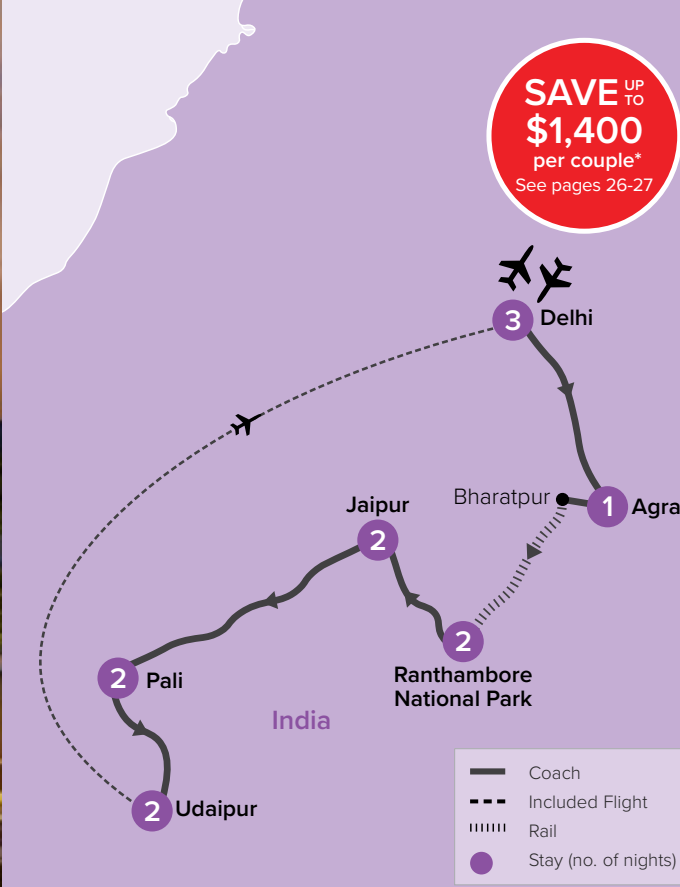 SAVE UP TO
$1,400
per couple*
See pages 26-27
3 Delhi
Bharatpur
1 Agra
Jaipur
2
2
Ranthambore
National Park
2 Pali
India
2 Udaipur
Coach
Included Flight
Rail
Stay (no. of nights)